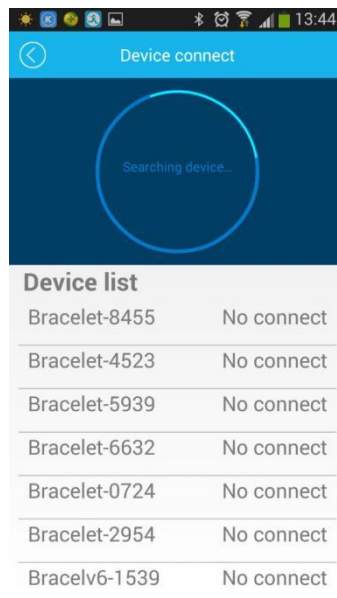 13:44
Device connect
Searching device...
Device list
Bracelet-8455 No connect
Bracelet-4523 No connect
Bracelet-5939 No connect
Bracelet-6632 No connect
Bracelet-0724 No connect
Bracelet-2954 No connect
Bracelv6-1539 No connect